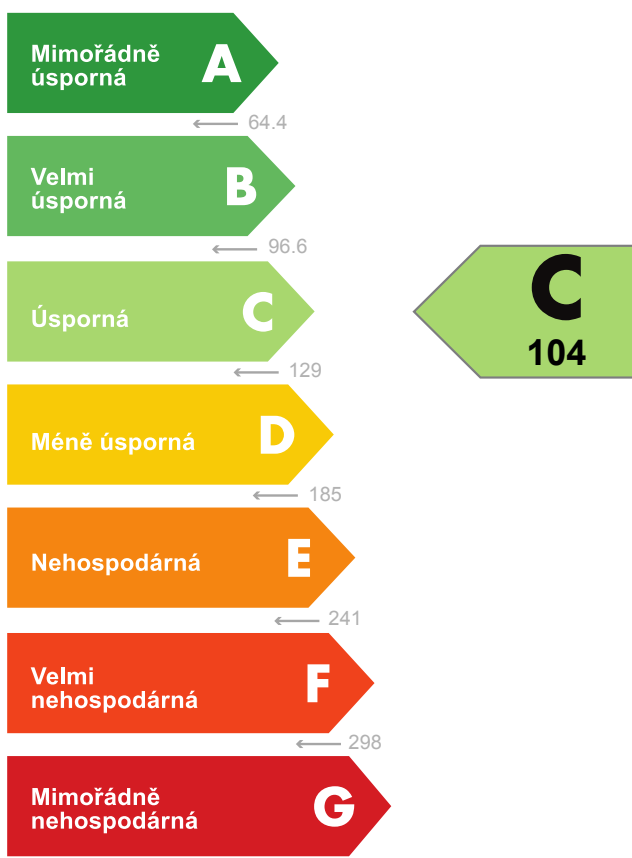 Mimořádně
úsporná
A
64.4
Velmi
úsporná
B
96.6
Úsporná
C
C
104
129
Méně úsporná
D
185
Nehospodárná
E
241
Velmi
nehospodárná
F
298
Mimořádně
nehospodárná
G